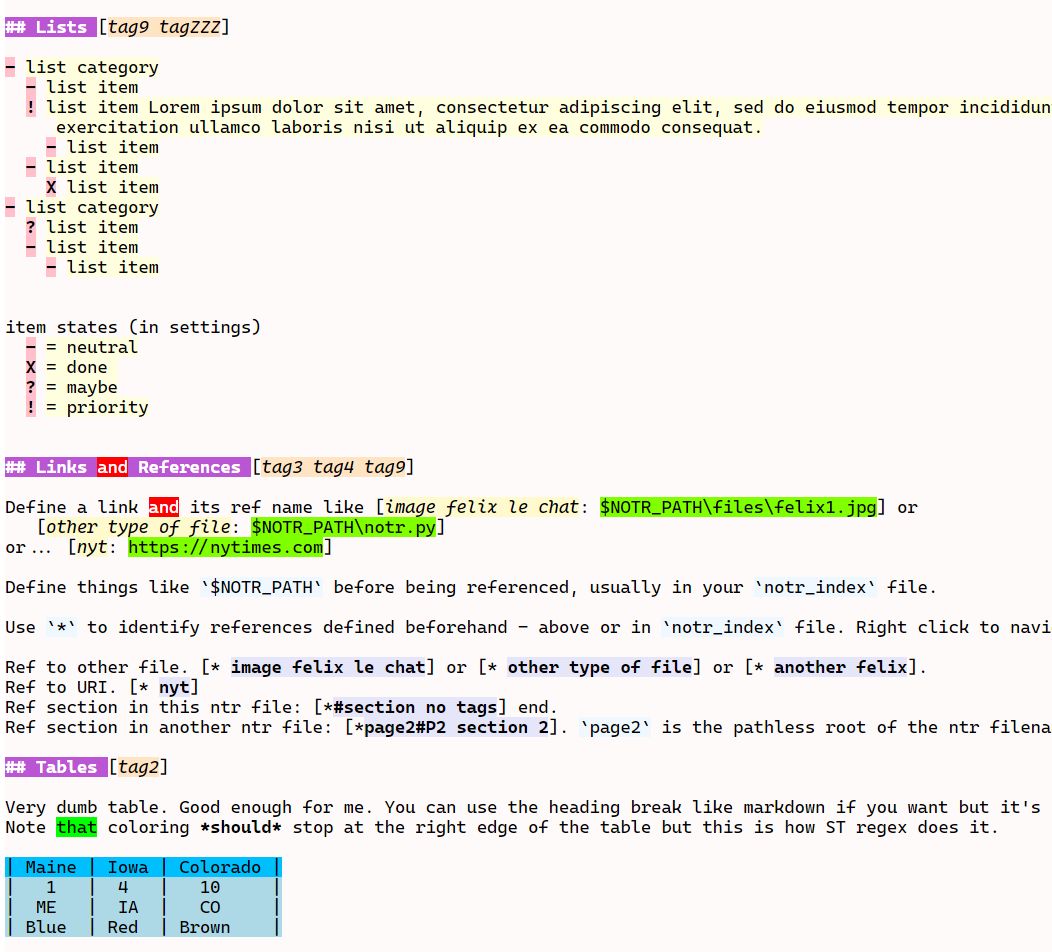 ## Lists [tag9 tagZZZ]
- list category
- list item
! list item Lorem ipsum dolor sit amet, consectetur adipiscing elit, sed do eiusmod tempor incididun
exercitation ullamco laboris nisi ut aliquip ex ea commodo consequat.
- list item
- list item
X list item
- list category
? list item
- list item
- list item
item states (in settings)
- = neutral
X = done
? = maybe
! = priority
## Links and References [tag3 tag4 tag9]
Define a link and its ref name like [image felix le chat: $NOTR_PATH\files\felix1.jpg] or
[other type of file: $NOTR_PATH\notr.py]
or... [nyt: https://nytimes.com]
Define things like `$NOTR_PATH` before being referenced, usually in your `notr_index` file.
Use `*` to identify references defined beforehand - above or in `notr_index` file. Right click to navi
Ref to other file. [* image felix le chat] or [* other type of file] or [* another felix].
Ref to URI. [* nyt]
Ref section in this ntr file: [*#section no tags] end.
Ref section in another ntr file: [*page2#P2 section 2]. `page2` is the pathless root of the ntr filena
## Tables [tag2]
Very dumb table. Good enough for me. You can use the heading break like markdown if you want but it's
Note that coloring *should* stop at the right edge of the table but this is how ST regex does it.
| Maine | Iowa | Colorado |
| 1 | 4 | 10 |
| ME | IA | CO |
| Blue | Red | Brown |